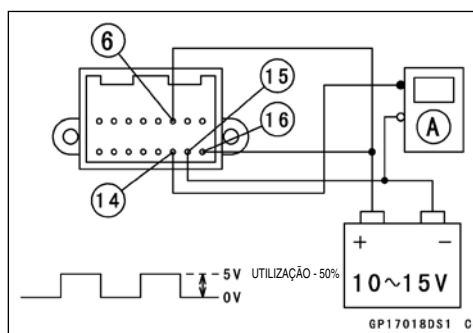 6
15
16
A
14
+ −
10~15V
5V UTILIZAÇÃO - 50%
0V
GP17018DS1 C